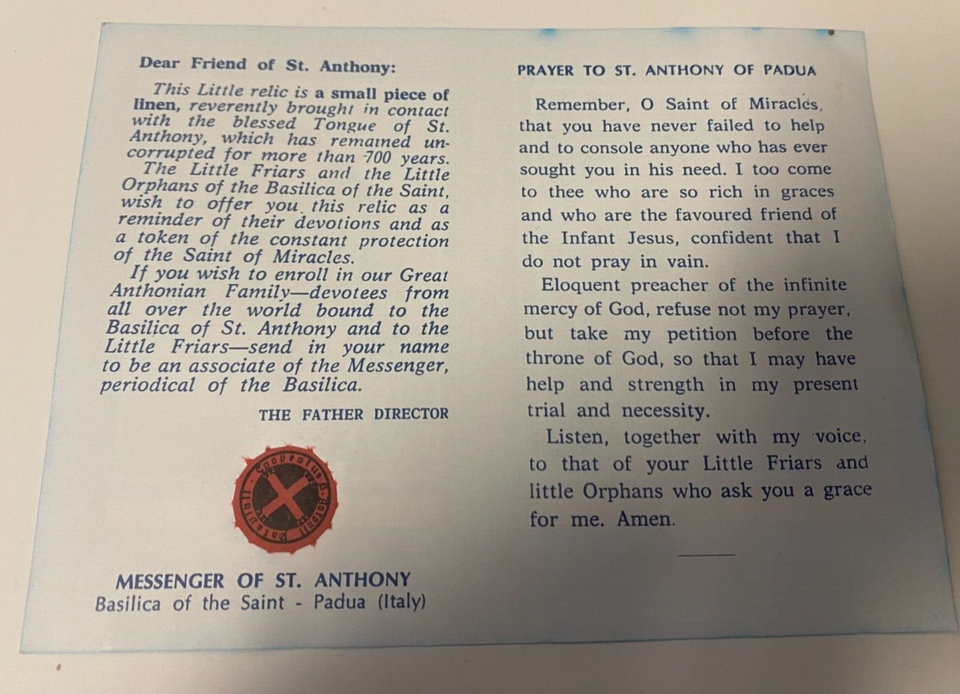 Dear Friend of St. Anthony:
This Little relic is a small piece of
linen, reverently brought in contact
with the blessed Tongue of St.
Anthony, which has remained un-
corrupted for more than 700 years.
The Little Friars and the Little
Orphans of the Basilica of the Saint,
wish to offer you this relic as a
reminder of their devotions and as
a token of the constant protection
of the Saint of Miracles.
If you wish to enroll in our Great
Anthonian Family—devotees from
all over the world bound to the
Basilica of St. Anthony and to the
Little Friars—send in your name
to be an associate of the Messenger,
periodical of the Basilica.
THE FATHER DIRECTOR
MESSENGER OF ST. ANTHONY
Basilica of the Saint - Padua (Italy)
PRAYER TO ST. ANTHONY OF PADUA
Remember, O Saint of Miracles,
that you have never failed to help
and to console anyone who has ever
sought you in his need. I too come
to thee who are so rich in graces
and who are the favoured friend of
the Infant Jesus, confident that I
do not pray in vain.
Eloquent preacher of the infinite
mercy of God, refuse not my prayer,
but take my petition before the
throne of God, so that I may have
help and strength in my present
trial and necessity.
Listen, together with my voice,
to that of your Little Friars and
little Orphans who ask you a grace
for me. Amen.